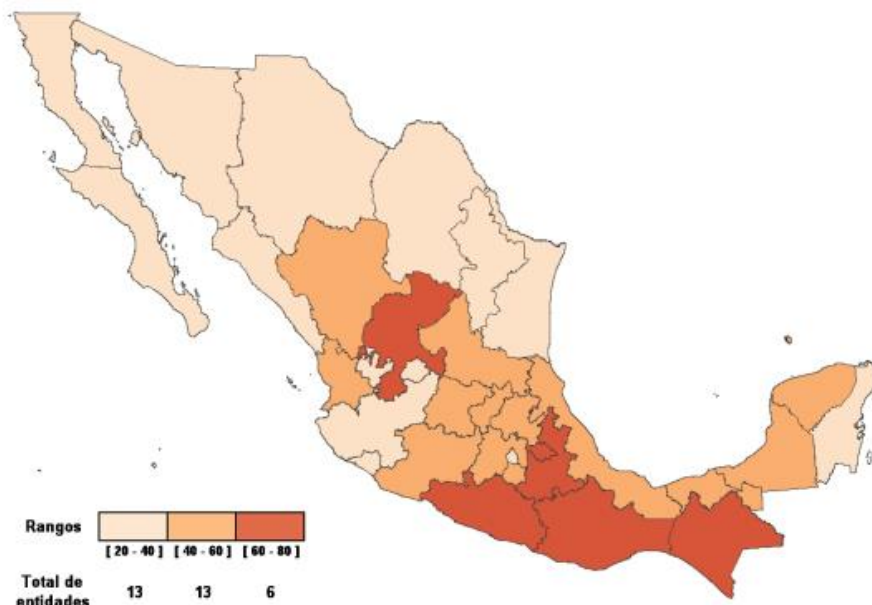 Rangos
[ 20 - 40 ] [ 40 - 60 ] [ 60 - 80 ]
Total de
entidades 13 13 6